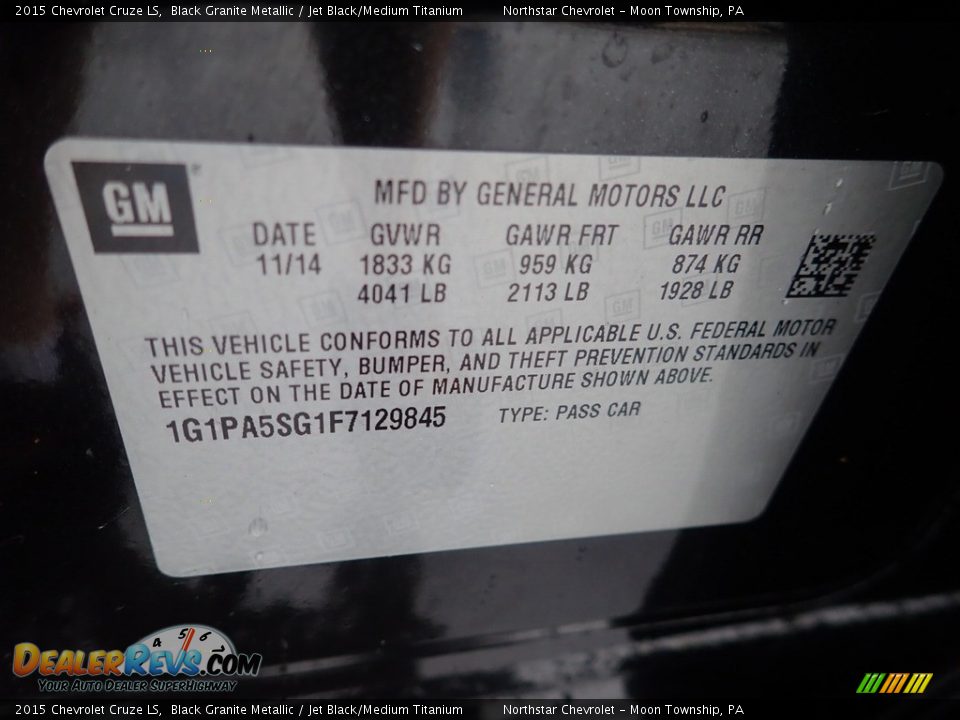 2015 Chevrolet Cruze LS, Black Granite Metallic / Jet Black/Medium Titanium Northstar Chevrolet - Moon Township, PA
GM
MFD BY GENERAL MOTORS LLC
DATE GVWR GAWR FRT GAWR RR
11/14 1833 KG 959 KG 874 KG
4041 LB 2113 LB 1928 LB
THIS VEHICLE CONFORMS TO ALL APPLICABLE U.S. FEDERAL MOTOR
VEHICLE SAFETY, BUMPER, AND THEFT PREVENTION STANDARDS IN
EFFECT ON THE DATE OF MANUFACTURE SHOWN ABOVE.
1G1PA5SG1F7129845 TYPE: PASS CAR
4 5 6
DEALERREVS.COM
YOUR AUTO DEALER SUPERHIGHWAY
2015 Chevrolet Cruze LS, Black Granite Metallic / Jet Black/Medium Titanium Northstar Chevrolet - Moon Township, PA